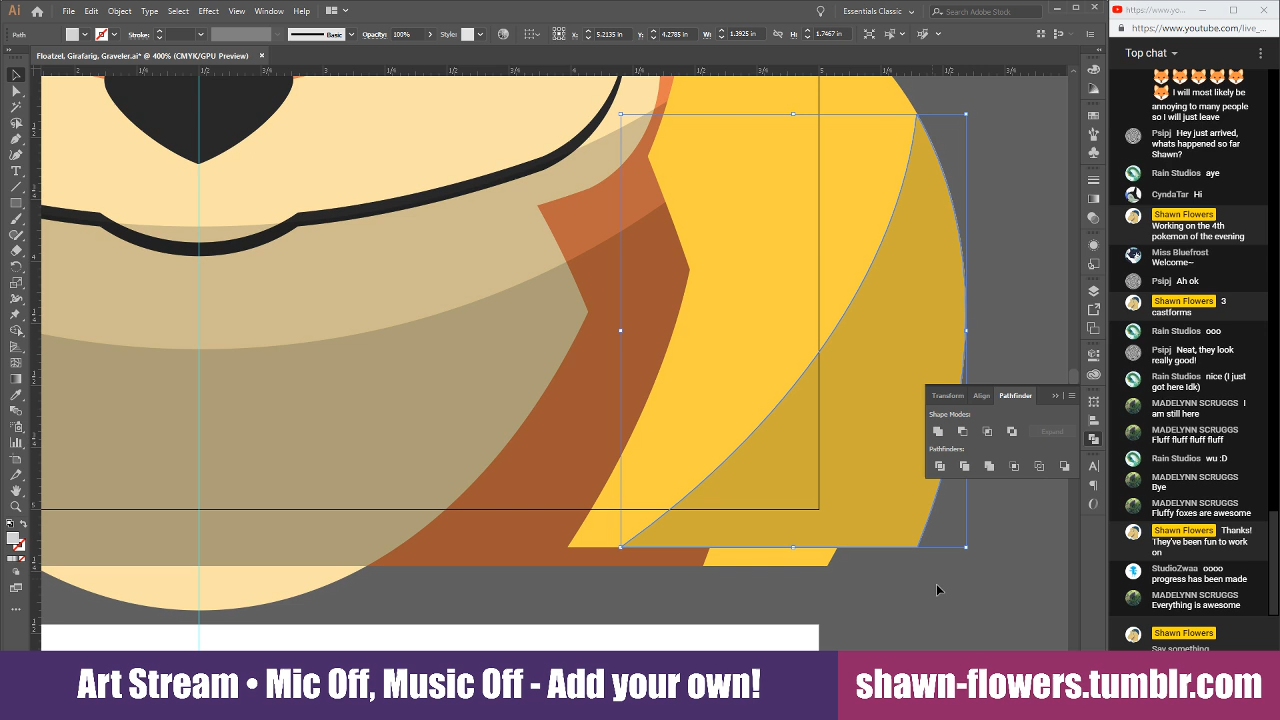 Ai File Edit Object Type Select Effect View Window Help
Essentials Classic
Search Adobe Stock
Path Stroke: Basic Opacity: 100% Style: X: 5.2135 in Y: 4.2785 in W: 1.3925 in H: 1.7467 in
Floatzel, Girafarig, Graveler.ai* @ 400% (CMYK/GPU Preview)
Transform Align Pathfinder
Shape Modes:
Expand
Pathfinders:
https://www.yo...
https://www.youtube.com/live_...
Top chat
🦊🦊🦊🦊🦊
🦊 I will most likely be
annoying to many people
so I will just leave
Psipj Hey just arrived,
whats happened so far
Shawn?
Rain Studios aye
CyndaTar Hi
Shawn Flowers
Working on the 4th
pokemon of the evening
Miss Bluefrost
Welcome~
Psipj Ah ok
Shawn Flowers 3
castforms
Rain Studios ooo
Psipj Neat, they look
really good!
Rain Studios nice (I just
got here Idk)
MADELYNN SCRUGGS I
am still here
MADELYNN SCRUGGS
Fluff fluff fluff fluff
Rain Studios wu :D
MADELYNN SCRUGGS
Bye
MADELYNN SCRUGGS
Fluffy foxes are awesome
Shawn Flowers Thanks!
They've been fun to work
on
StudioZwaa oooo
progress has been made
MADELYNN SCRUGGS
Everything is awesome
Shawn Flowers
Say something...
Art Stream • Mic Off, Music Off - Add your own!
shawn-flowers.tumblr.com